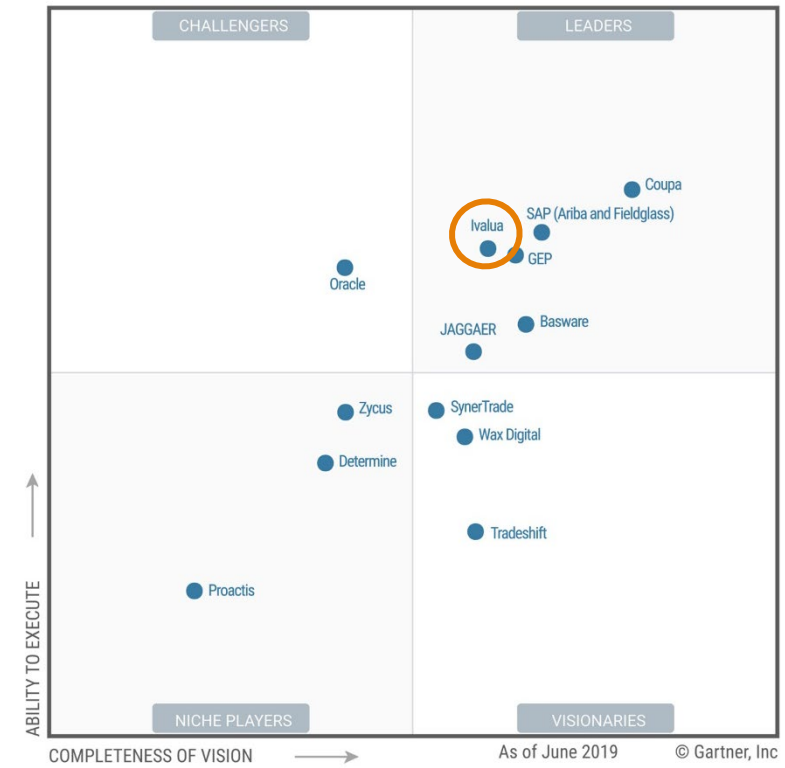 CHALLENGERS
LEADERS
Coupa
SAP (Ariba and Fieldglass)
Ivalua
GEP
Oracle
Basware
JAGGAER
Zycus
SynerTrade
Wax Digital
Determine
Tradeshift
Proactis
ABILITY TO EXECUTE
NICHE PLAYERS
VISIONARIES
COMPLETENESS OF VISION
As of June 2019
© Gartner, Inc